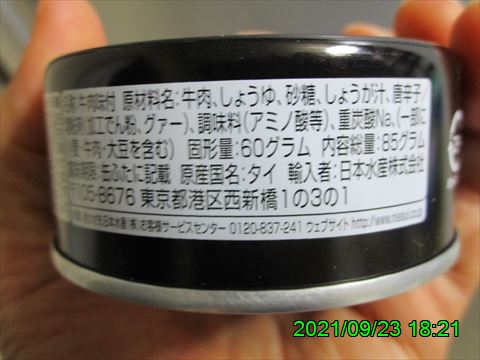 牛肉味付 原材料名:牛肉、しょうゆ、砂糖、しょうが汁、唐辛子/
加工でん粉、グァー)、調味料(アミノ酸等)、重炭酸Na、(一部に
牛肉・大豆を含む) 固形量:60グラム 内容総量:85グラム
缶ふたに記載 原産国名:タイ 輸入者:日本水産株式会社
〒105-8676 東京都港区西新橋1の3の1
日本水産(株)お客様サービスセンター 0120-837-241 ウェブサイト http://www.nissui.co.jp
2021/09/23 18:21